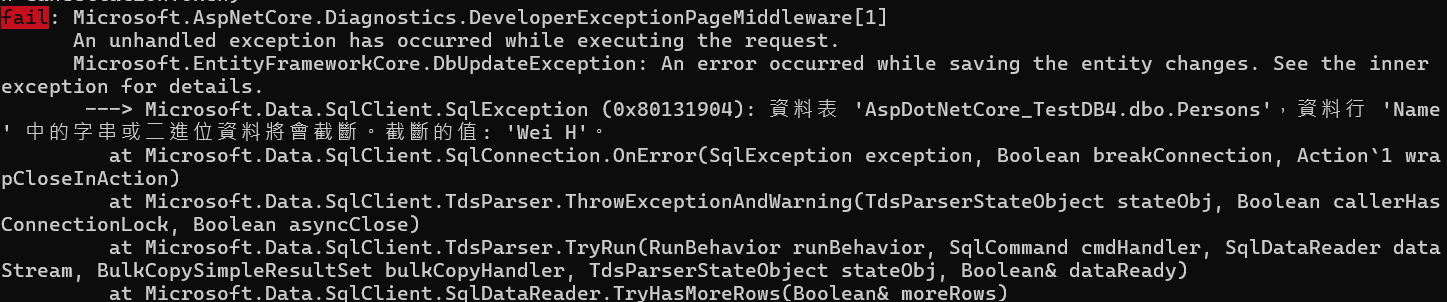 fail: Microsoft.AspNetCore.Diagnostics.DeveloperExceptionPageMiddleware[1]
An unhandled exception has occurred while executing the request.
Microsoft.EntityFrameworkCore.DbUpdateException: An error occurred while saving the entity changes. See the inner
exception for details.
---> Microsoft.Data.SqlClient.SqlException (0x80131904): 資料表 'AspDotNetCore_TestDB4.dbo.Persons'，資料行 'Name
' 中的字串或二進位資料將會截斷。截斷的值: 'Wei H'。
at Microsoft.Data.SqlClient.SqlConnection.OnError(SqlException exception, Boolean breakConnection, Action`1 wra
pCloseInAction)
at Microsoft.Data.SqlClient.TdsParser.ThrowExceptionAndWarning(TdsParserStateObject stateObj, Boolean callerHas
ConnectionLock, Boolean asyncClose)
at Microsoft.Data.SqlClient.TdsParser.TryRun(RunBehavior runBehavior, SqlCommand cmdHandler, SqlDataReader data
Stream, BulkCopySimpleResultSet bulkCopyHandler, TdsParserStateObject stateObj, Boolean& dataReady)
at Microsoft.Data.SqlClient.SqlDataReader.TryHasMoreRows(Boolean& moreRows)